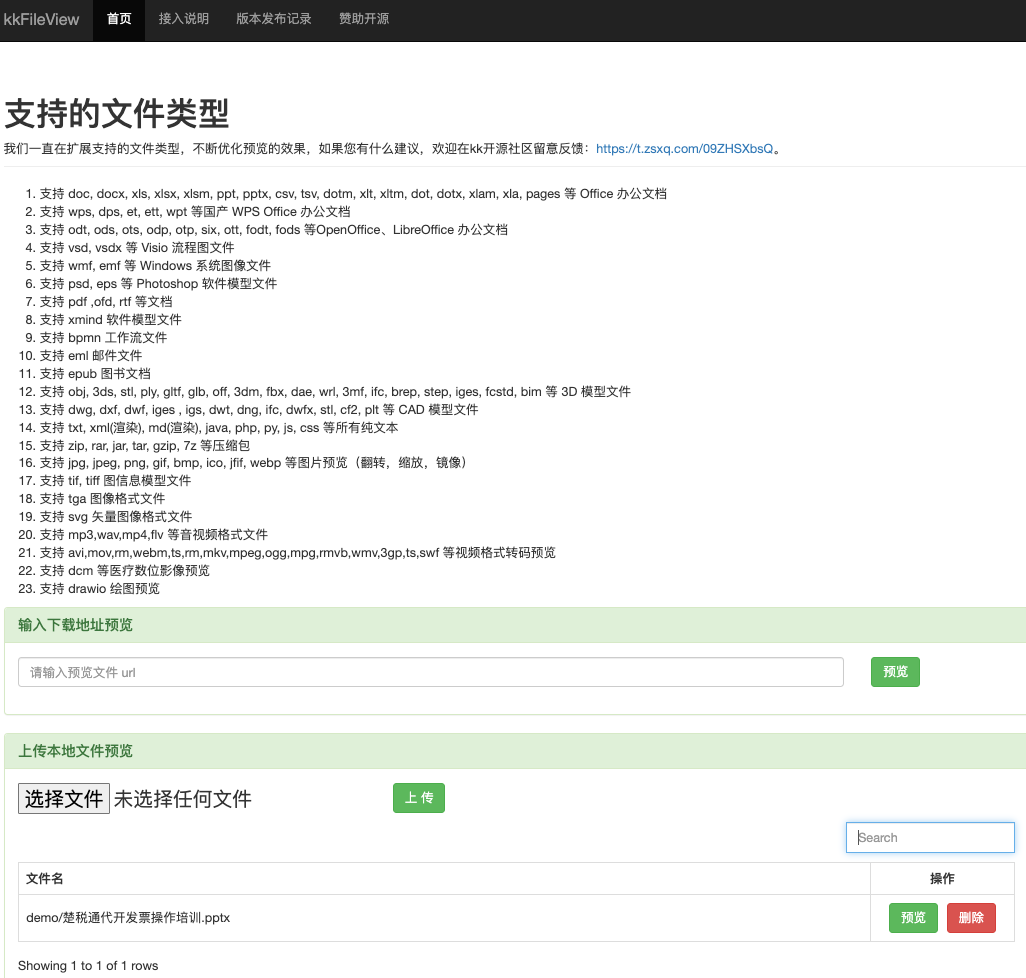 kkFileView 首页 接入说明 版本发布记录 赞助开源
支持的文件类型
我们一直在扩展支持的文件类型，不断优化预览的效果，如果您有什么建议，欢迎在kk开源社区留意反馈：https://t.zsxq.com/09ZHSXbsQ。
1. 支持 doc, docx, xls, xlsx, xlsm, ppt, pptx, csv, tsv, dotm, xlt, xltm, dot, dotx, xlam, xla, pages 等 Office 办公文档
2. 支持 wps, dps, et, ett, wpt 等国产 WPS Office 办公文档
3. 支持 odt, ods, ots, odp, otp, six, ott, fodt, fods 等OpenOffice、LibreOffice 办公文档
4. 支持 vsd, vsdx 等 Visio 流程图文件
5. 支持 wmf, emf 等 Windows 系统图像文件
6. 支持 psd, eps 等 Photoshop 软件模型文件
7. 支持 pdf ,ofd, rtf 等文档
8. 支持 xmind 软件模型文件
9. 支持 bpmn 工作流文件
10. 支持 eml 邮件文件
11. 支持 epub 图书文档
12. 支持 obj, 3ds, stl, ply, gltf, glb, off, 3dm, fbx, dae, wrl, 3mf, ifc, brep, step, iges, fcstd, bim 等 3D 模型文件
13. 支持 dwg, dxf, dwf, iges , igs, dwt, dng, ifc, dwfx, stl, cf2, plt 等 CAD 模型文件
14. 支持 txt, xml(渲染), md(渲染), java, php, py, js, css 等所有纯文本
15. 支持 zip, rar, jar, tar, gzip, 7z 等压缩包
16. 支持 jpg, jpeg, png, gif, bmp, ico, jfif, webp 等图片预览（翻转，缩放，镜像）
17. 支持 tif, tiff 图信息模型文件
18. 支持 tga 图像格式文件
19. 支持 svg 矢量图像格式文件
20. 支持 mp3,wav,mp4,flv 等音视频格式文件
21. 支持 avi,mov,rm,webm,ts,rm,mkv,mpeg,ogg,mpg,rmvb,wmv,3gp,ts,swf 等视频格式转码预览
22. 支持 dcm 等医疗数位影像预览
23. 支持 drawio 绘图预览
输入下载地址预览
请输入预览文件 url 预览
上传本地文件预览
选择文件 未选择任何文件 上 传
Search
文件名 操作
demo/楚税通代开发票操作培训.pptx 预览 删除
Showing 1 to 1 of 1 rows